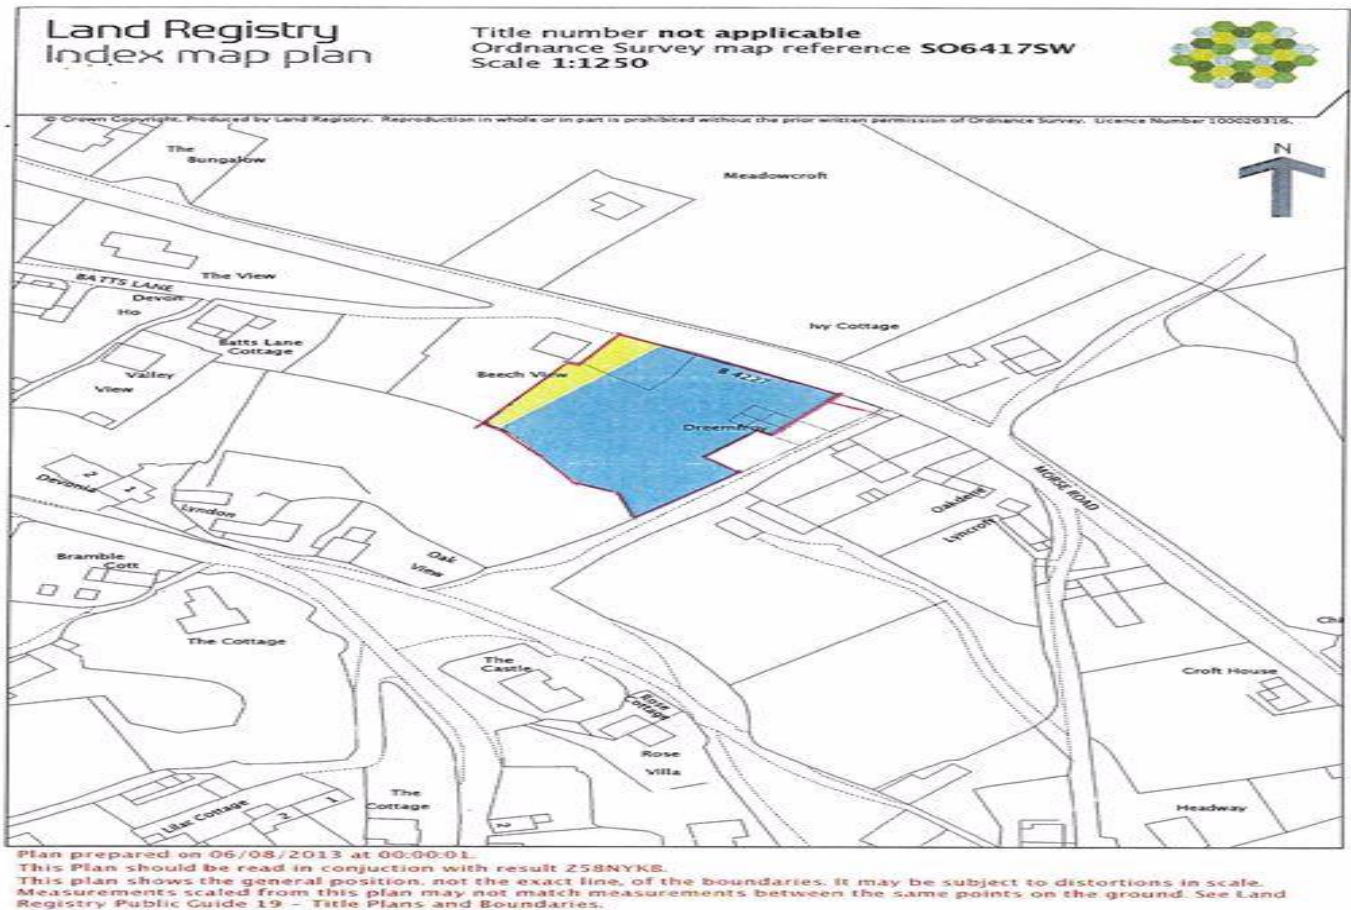 Land Registry
Index map plan
Title number not applicable
Ordnance Survey map reference SO6417SW
Scale 1:1250
© Crown Copyright. Produced by Land Registry. Reproduction in whole or in part is prohibited without the prior written permission of Ordnance Survey. Licence Number 100026316.
N
The
Bungalow
Meadowcroft
The View
BATTS LANE
Devon
Ho
Batts Lane
Cottage
Valley
View
Ivy Cottage
Beech View
B 4227
2
1
Devonia
Lyndon
Oak
View
Oakdene
Lyncroft
MORSE ROAD
Bramble
Cott
The Cottage
The
Castle
Rose
Cottage
Rose
Villa
Croft House
Headway
The
Cottage
Lilac Cottage
2
1
2
Plan prepared on 06/08/2013 at 00:00:01.
This Plan should be read in conjuction with result Z58NYKB.
This plan shows the general position, not the exact line, of the boundaries. It may be subject to distortions in scale.
Measurements scaled from this plan may not match measurements between the same points on the ground. See Land
Registry Public Guide 19 - Title Plans and Boundaries.